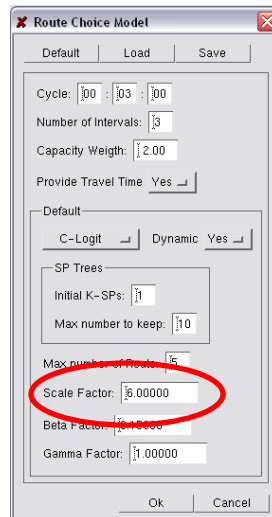 Route Choice Model
Default Load Save
Cycle: 00 : 03 : 00
Number of Intervals: 3
Capacity Weigth: 2.00
Provide Travel Time Yes
Default
C-Logit Dynamic Yes
SP Trees
Initial K-SPs: 1
Max number to keep: 10
Max number of Route: 5
Scale Factor: 6.00000
Beta Factor: 0.15000
Gamma Factor: 1.00000
Ok Cancel